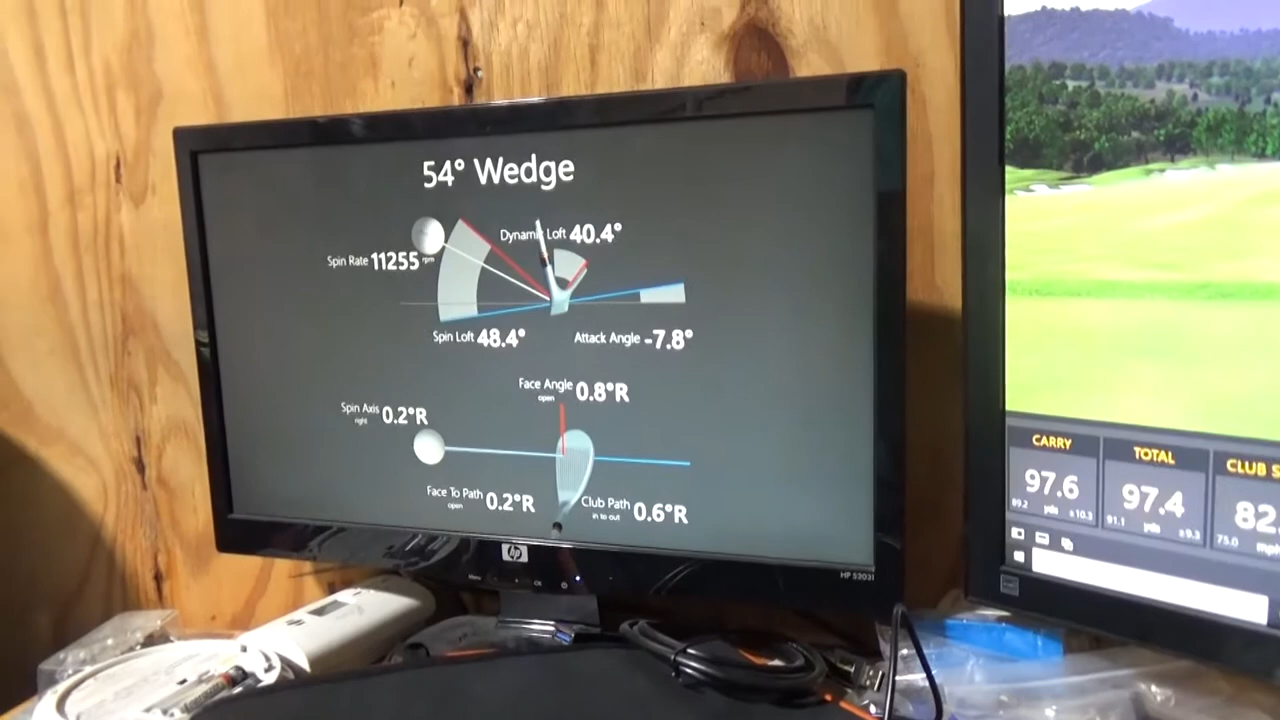 54° Wedge
Dynamic Loft 40.4°
Spin Rate 11255 rpm
Spin Loft 48.4°
Attack Angle -7.8°
Face Angle 0.8°R
open
Spin Axis 0.2°R
right
Face To Path 0.2°R
open
Club Path 0.6°R
in to out
hp
Menu
OK
HP S2031
CARRY
97.6
89.2 yds ±10.3
TOTAL
97.4
91.1 yds ±9.3
CLUB S
82
75.0 mph